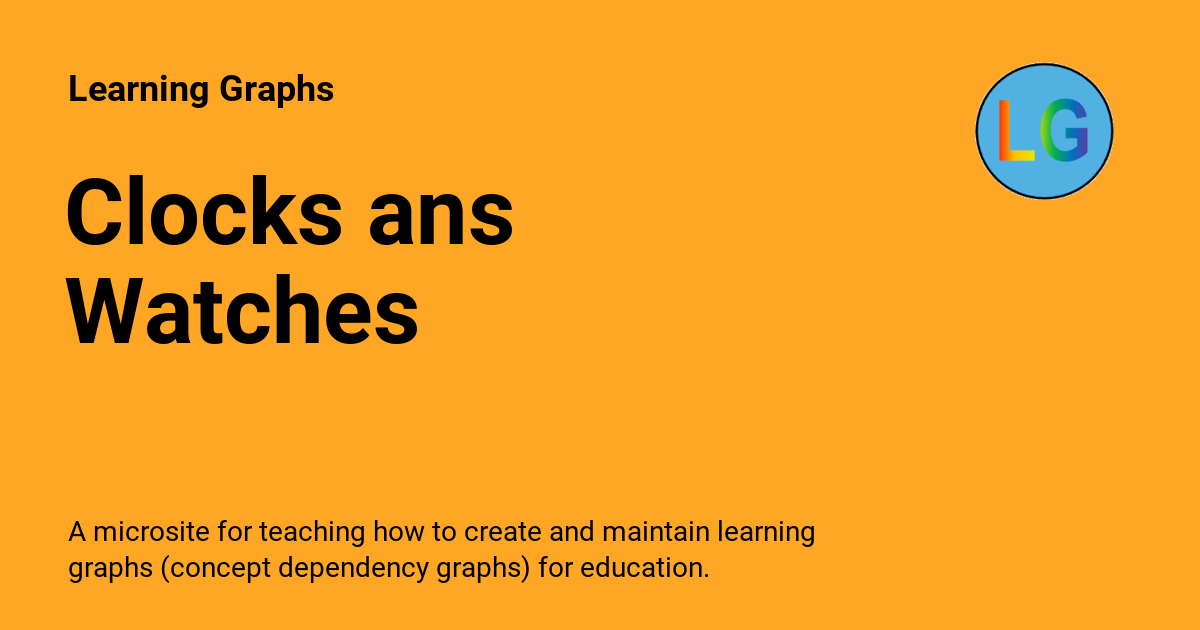 Learning Graphs
LG
Clocks ans
Watches
A microsite for teaching how to create and maintain learning
graphs (concept dependency graphs) for education.